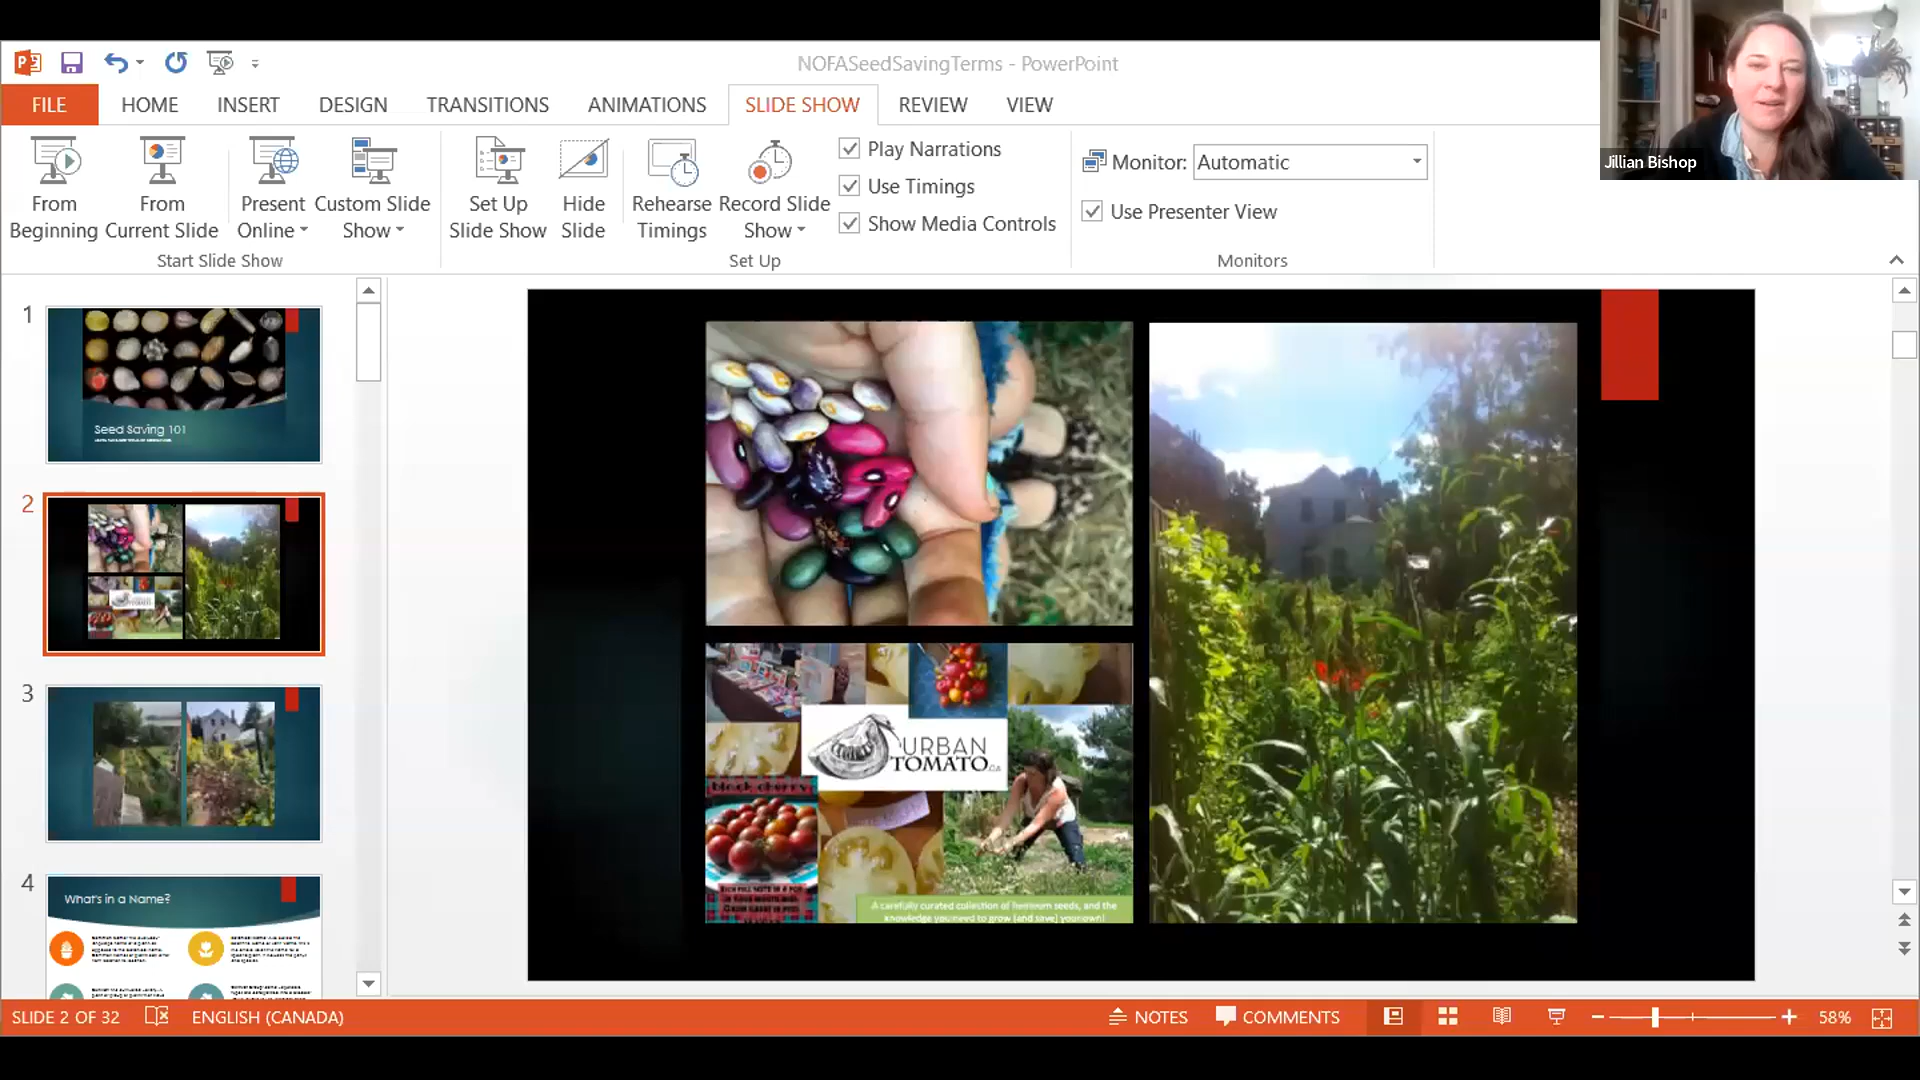 NOFASeedSavingTerms - PowerPoint
FILE
HOME
INSERT
DESIGN
TRANSITIONS
ANIMATIONS
SLIDE SHOW
REVIEW
VIEW
From
Beginning
From
Current Slide
Present
Online
Custom Slide
Show
Start Slide Show
Set Up
Slide Show
Hide
Slide
Rehearse
Timings
Record Slide
Show
Play Narrations
Use Timings
Show Media Controls
Set Up
Monitor: Automatic
Use Presenter View
Monitors
Jillian Bishop
1
Seed Saving 101
2
3
4
What's in a Name?
URBAN
TOMATO.ca
black cherry
A carefully curated collection of heirloom seeds, and the
knowledge you need to grow (and save) your own!
SLIDE 2 OF 32
ENGLISH (CANADA)
NOTES
COMMENTS
58%